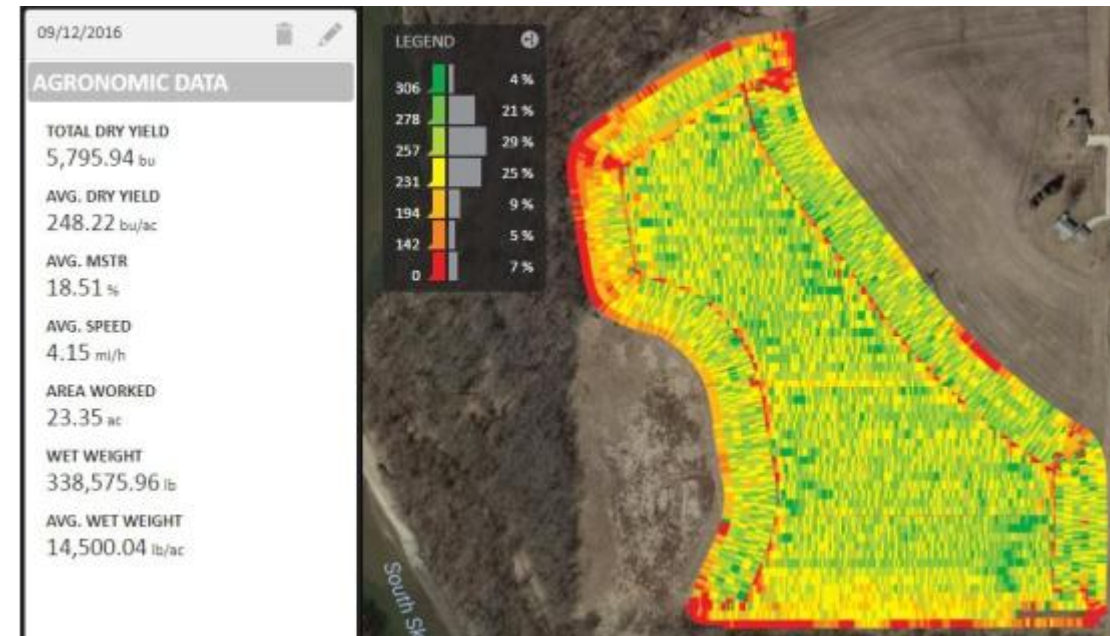 09/12/2016
AGRONOMIC DATA
TOTAL DRY YIELD
5,795.94 bu
AVG. DRY YIELD
248.22 bu/ac
AVG. MSTR
18.51 %
AVG. SPEED
4.15 mi/h
AREA WORKED
23.35 ac
WET WEIGHT
338,575.96 lb
AVG. WET WEIGHT
14,500.04 lb/ac
LEGEND
306 4 %
278 21 %
257 29 %
231 25 %
194 9 %
142 5 %
0 7 %
South Sk